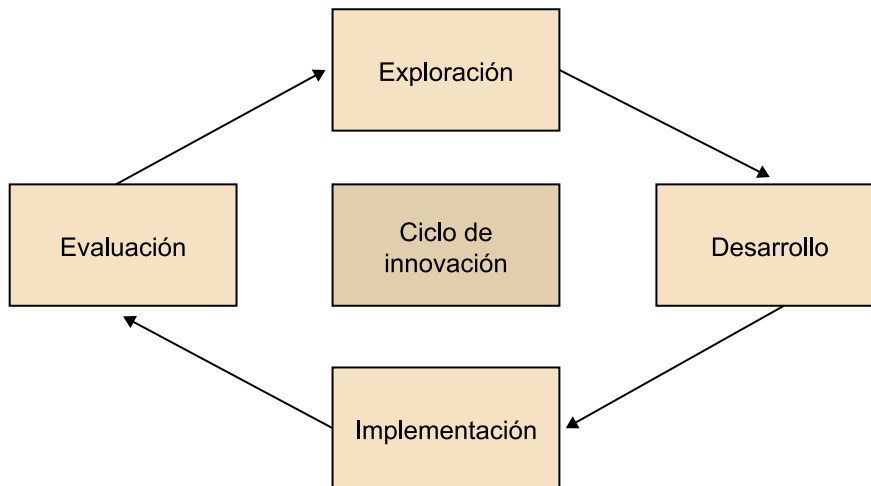 Exploración
Evaluación
Ciclo de
innovación
Desarrollo
Implementación